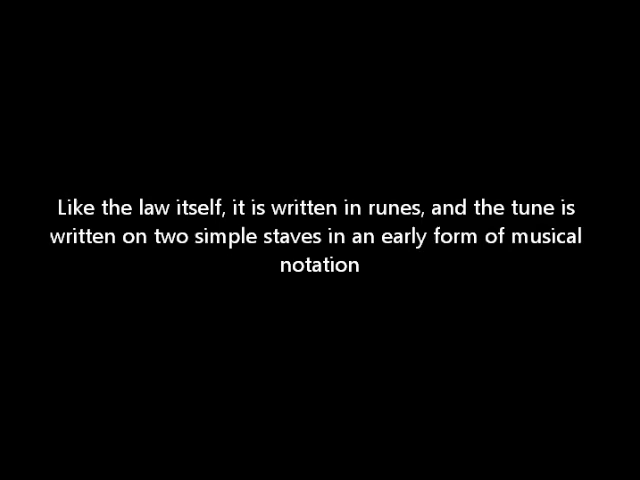 Like the law itself, it is written in runes, and the tune is
written on two simple staves in an early form of musical
notation